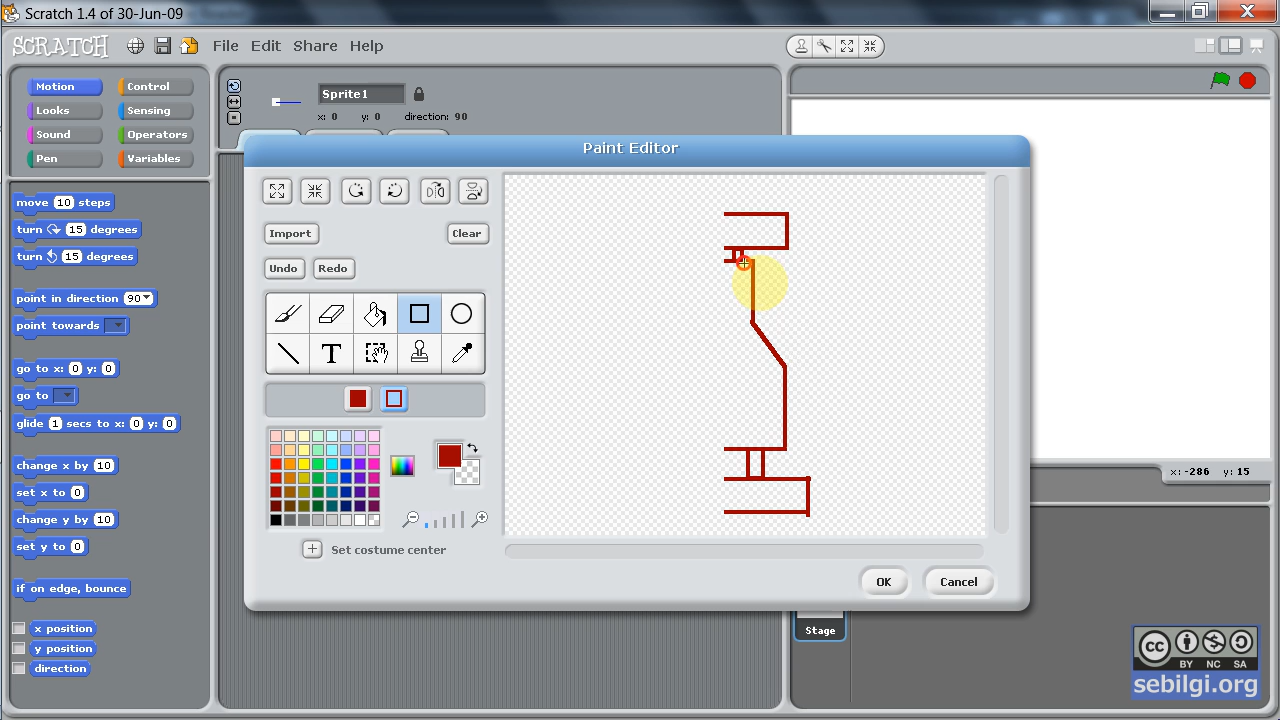 Scratch 1.4 of 30-Jun-09
SCRATCH
File Edit Share Help
Motion Control
Looks Sensing
Sound Operators
Pen Variables
Sprite1
x: 0 y: 0 direction: 90
Paint Editor
move 10 steps
turn 15 degrees
turn 15 degrees
point in direction 90
point towards
go to x: 0 y: 0
go to
glide 1 secs to x: 0 y: 0
change x by 10
set x to 0
change y by 10
set y to 0
if on edge, bounce
x position
y position
direction
Import Clear
Undo Redo
T
Set costume center
OK Cancel
x: -286 y: 15
Stage
cc
BY NC SA
sebilgi.org